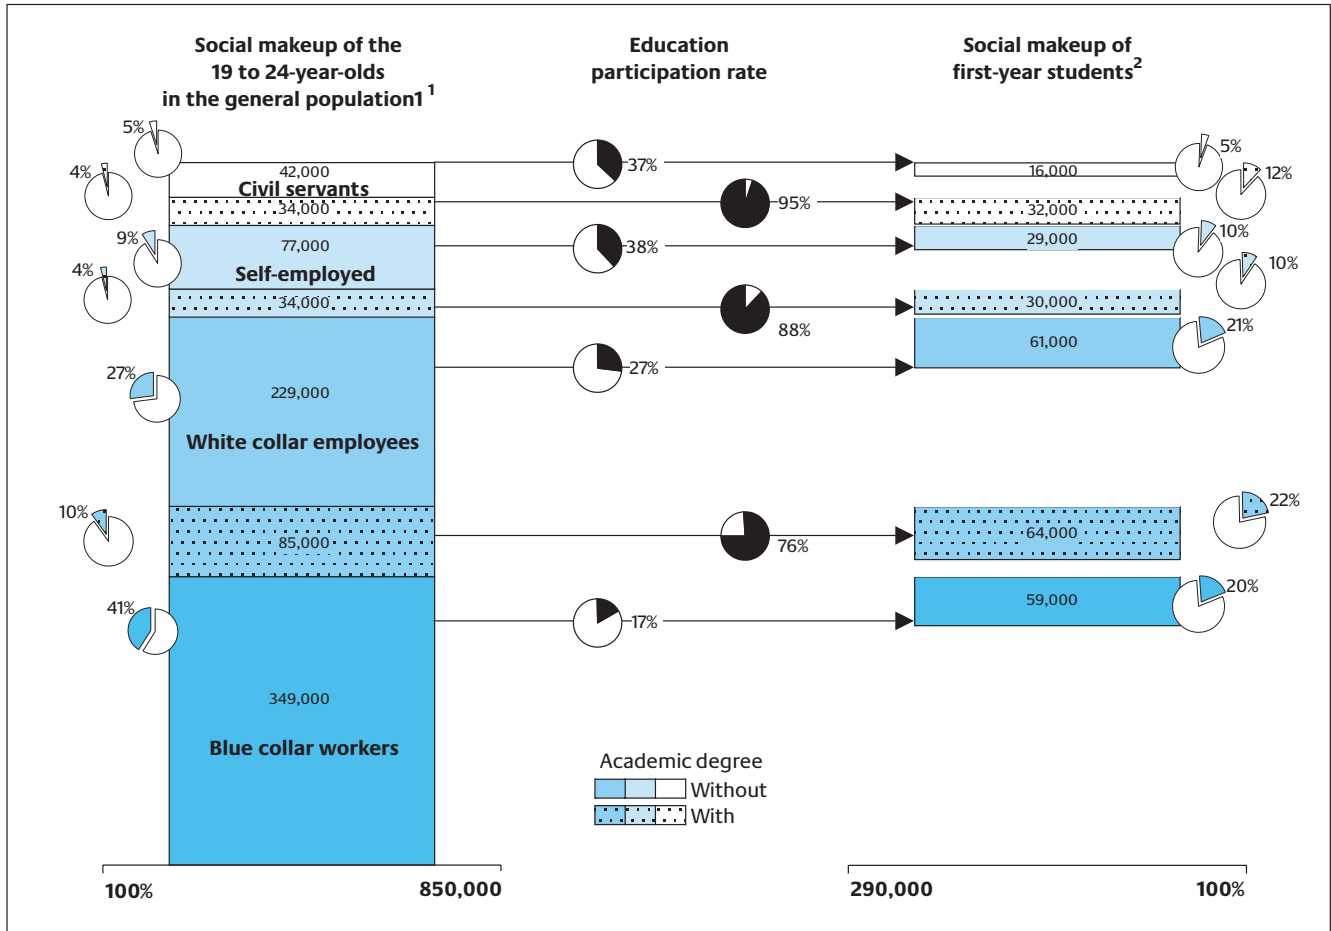 Social makeup of the
19 to 24-year-olds
in the general population1 1
Education
participation rate
Social makeup of
first-year students2
5%
42,000
37%
16,000
5%
4%
Civil servants
34,000
95%
32,000
12%
9%
77,000
38%
29,000
10%
Self-employed
4%
34,000
88%
30,000
10%
27%
229,000
27%
61,000
21%
White collar employees
10%
85,000
76%
64,000
22%
41%
17%
59,000
20%
349,000
Blue collar workers
Academic degree
Without
With
100%
850,000
290,000
100%